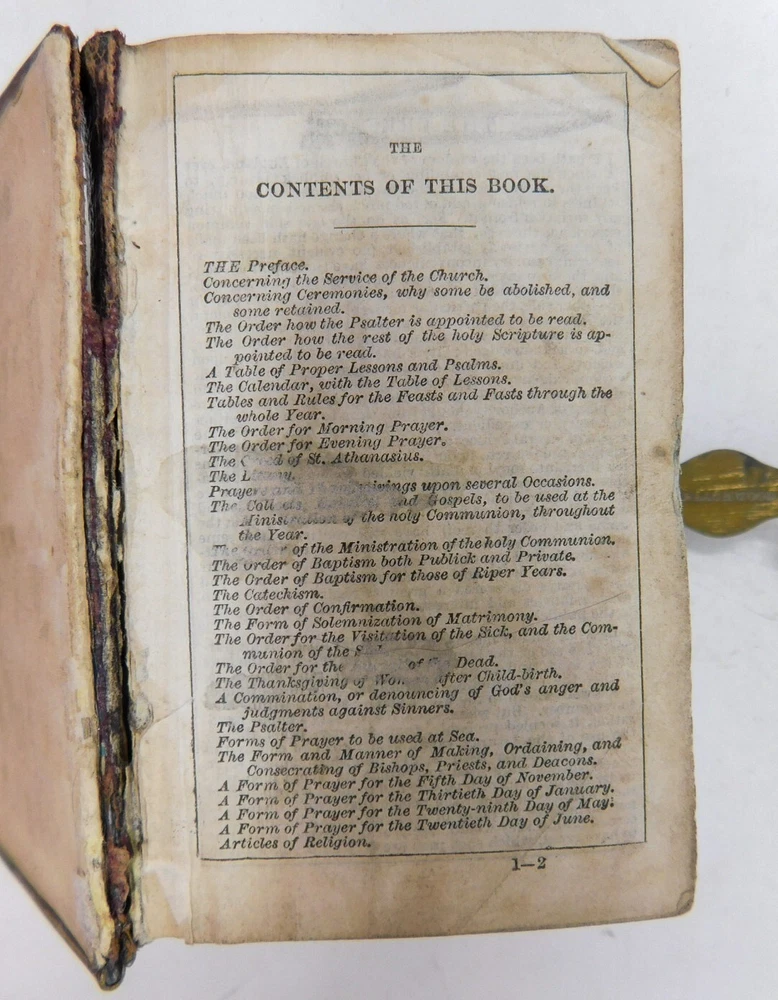 THE
CONTENTS OF THIS BOOK.
THE Preface.
Concerning the Service of the Church.
Concerning Ceremonies, why some be abolished, and
some retained.
The Order how the Psalter is appointed to be read.
The Order how the rest of the holy Scripture is ap-
pointed to be read.
A Table of Proper Lessons and Psalms.
The Calendar, with the Table of Lessons.
Tables and Rules for the Feasts and Fasts through the
whole Year.
The Order for Morning Prayer.
The Order for Evening Prayer.
The of St. Athanasius.
The
upon several Occasions.
The Gospels, to be used at the
the holy Communion, throughout
the Year.
of the Ministration of the holy Communion.
The Order of Baptism both Publick and Private.
The Order of Baptism for those of Riper Years.
The Catechism.
The Order of Confirmation.
The Form of Solemnization of Matrimony.
The Order for the Visitation of the Sick, and the Com-
munion of the
The Order for the of Dead.
The Thanksgiving of after Child-birth.
A Commination, or denouncing of God's anger and
judgments against Sinners.
The Psalter.
Forms of Prayer to be used at Sea.
The Form and Manner of Making, Ordaining, and
Consecrating of Bishops, Priests, and Deacons.
A Form of Prayer for the Fifth Day of November.
A Form of Prayer for the Thirtieth Day of January.
A Form of Prayer for the Twenty-ninth Day of May.
A Form of Prayer for the Twentieth Day of June.
Articles of Religion.
1—2